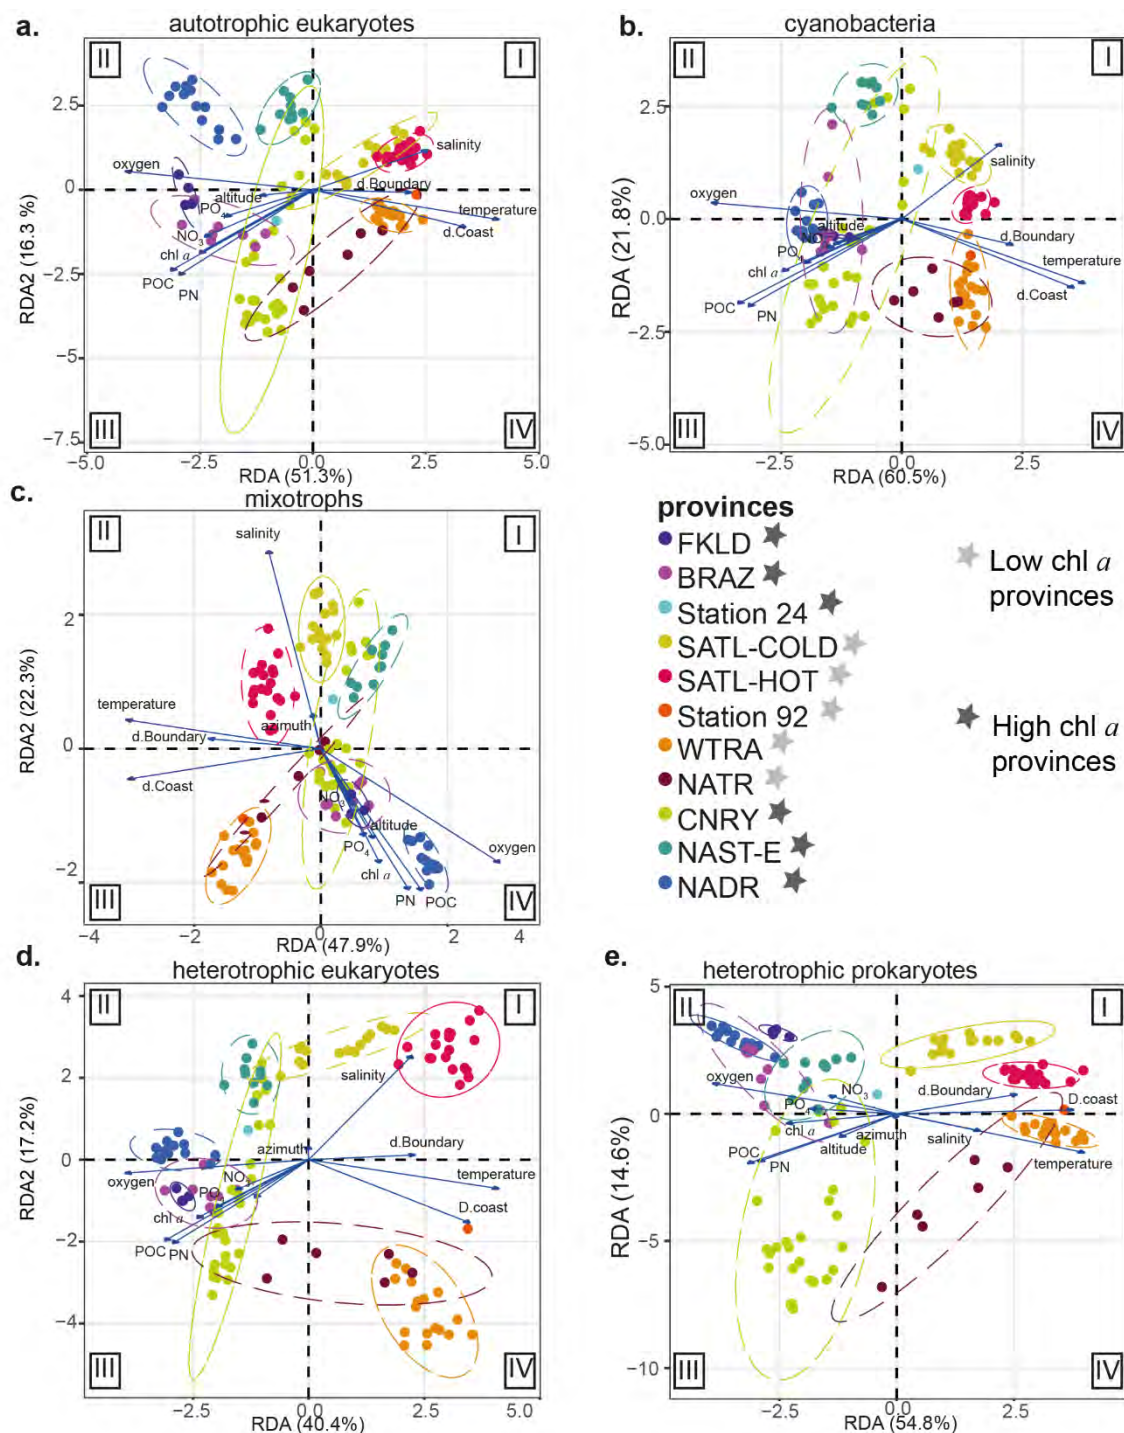 a.
autotrophic eukaryotes
II
I
2.5
0
−2.5
−5
−7.5
RDA2 (16.3 %)
oxygen
salinity
altitude
d.Boundary
PO4
temperature
NO3
d.Coast
chl a
POC
PN
III
IV
−5.0
−2.5
0.0
2.5
5.0
RDA (51.3%)
b.
cyanobacteria
II
I
2.5
0.0
−2.5
−5.0
RDA (21.8%)
salinity
oxygen
altitude
d.Boundary
PO4
temperature
chl a
d.Coast
POC
PN
III
IV
−2.5
0.0
2.5
RDA (60.5%)
c.
mixotrophs
II
I
2
0
−2
RDA2 (22.3%)
salinity
temperature
azimuth
d.Boundary
d.Coast
NO3
altitude
PO4
oxygen
chl a
PN
POC
III
IV
−4
−2
0
2
4
RDA (47.9%)
provinces
FKLD
BRAZ
Station 24
SATL-COLD
SATL-HOT
Station 92
WTRA
NATR
CNRY
NAST-E
NADR
Low chl a
provinces
High chl a
provinces
d.
heterotrophic eukaryotes
II
I
4
2
0
−2
−4
RDA2 (17.2%)
salinity
azimuth
d.Boundary
oxygen
temperature
NO3
PO4
D.coast
chl a
POC
PN
III
IV
−2.5
0.0
2.5
5.0
RDA (40.4%)
e.
heterotrophic prokaryotes
II
I
5
0
−5
−10
RDA (14.6%)
oxygen
NO3
d.Boundary
D.coast
PO4
chl a
azimuth
salinity
altitude
POC
PN
temperature
III
IV
−2.5
0.0
2.5
RDA (54.8%)